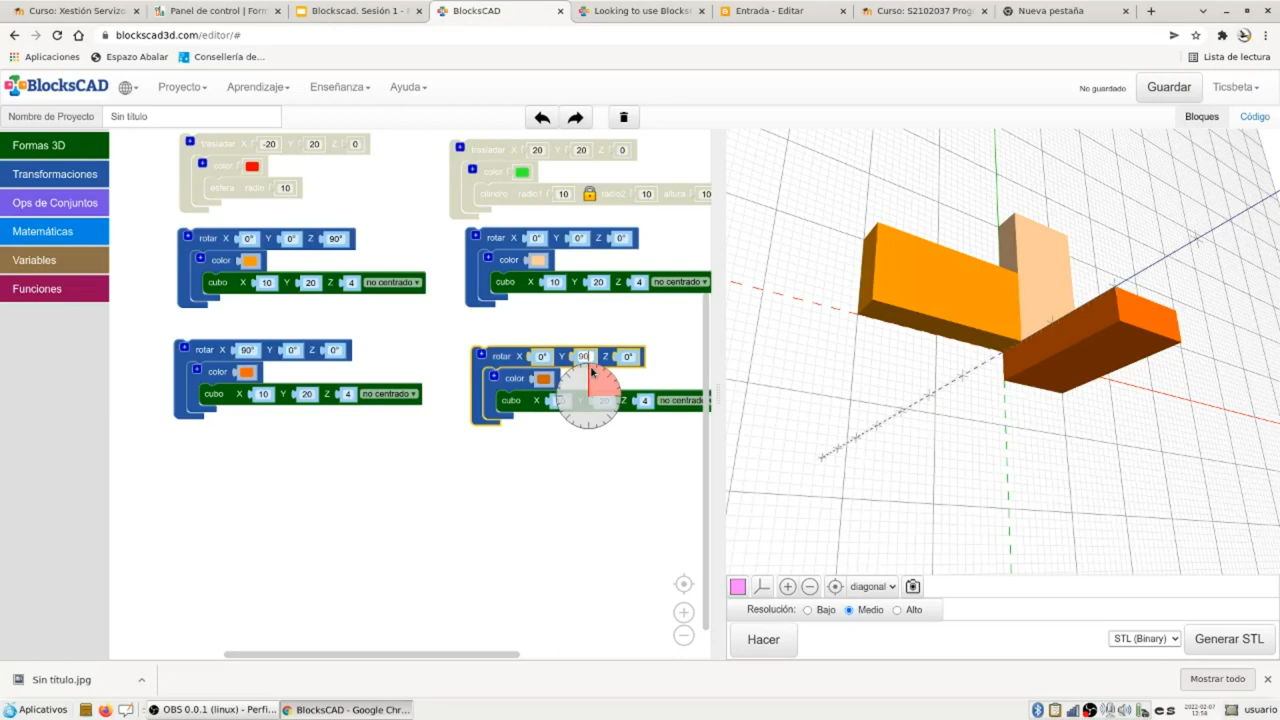 Curso: Xestión Servizo
Panel de control | Form
Blockscad. Sesión 1 -
BlocksCAD
Looking to use Blocks
Entrada - Editar
Curso: S2102037 Prog
Nueva pestaña
blockscad3d.com/editor/#
Aplicaciones
Espazo Abalar
Consellería de...
Lista de lectura
BlocksCAD
Proyecto
Aprendizaje
Enseñanza
Ayuda
No guardado
Guardar
Ticsbeta
Nombre de Proyecto
Sin título
Bloques
Código
Formas 3D
Transformaciones
Ops de Conjuntos
Matemáticas
Variables
Funciones
trasladar X -20 Y 20 Z 0
color
esfera radio 10
trasladar X 20 Y 20 Z 0
color
cilindro radio1 10 radio2 10 altura 10
rotar X 0° Y 0° Z 90°
color
cubo X 10 Y 20 Z 4 no centrado
rotar X 0° Y 0° Z 0°
color
cubo X 10 Y 20 Z 4 no centrado
rotar X 90° Y 0° Z 0°
color
cubo X 10 Y 20 Z 4 no centrado
rotar X 0° Y 90 Z 0°
color
cubo X Y 20 Z 4 no centrado
diagonal
Resolución: Bajo Medio Alto
Hacer
STL (Binary)
Generar STL
Sin título.jpg
Mostrar todo
Aplicativos
OBS 0.0.1 (linux) - Perfi...
BlocksCAD - Google Chr...
es
2022-02-07
12:58
usuario